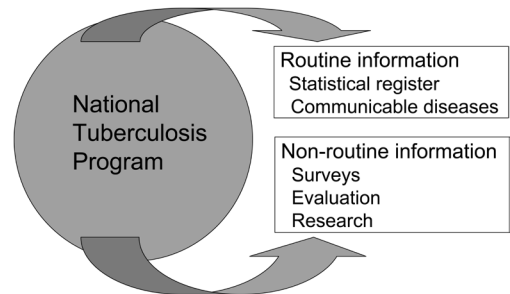 National
Tuberculosis
Program
Routine information
Statistical register
Communicable diseases
Non-routine information
Surveys
Evaluation
Research